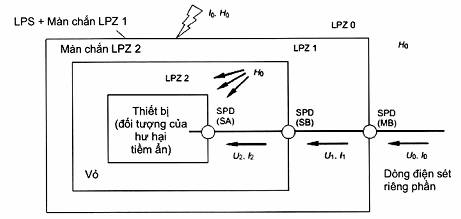 I₀. H₀
LPZ 0
LPS + Màn chắn LPZ 1
Màn chắn LPZ 2
LPZ 1
H₀
LPZ 2
H₀
Thiết bị
(đối tượng của
hư hại
tiềm ẩn)
SPD
(SA)
SPD
(SB)
SPD
(MB)
U₂. I₂
U₁. I₁
U₀. I₀
Vỏ
Dòng điện sét
riêng phần